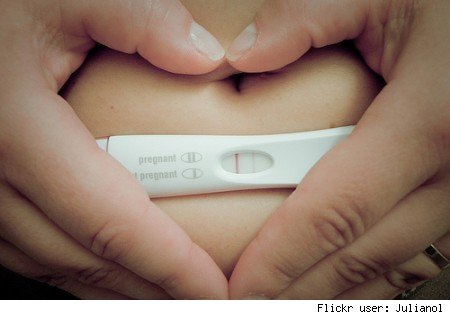 pregnant
t pregnant
Flickr user: Julianol